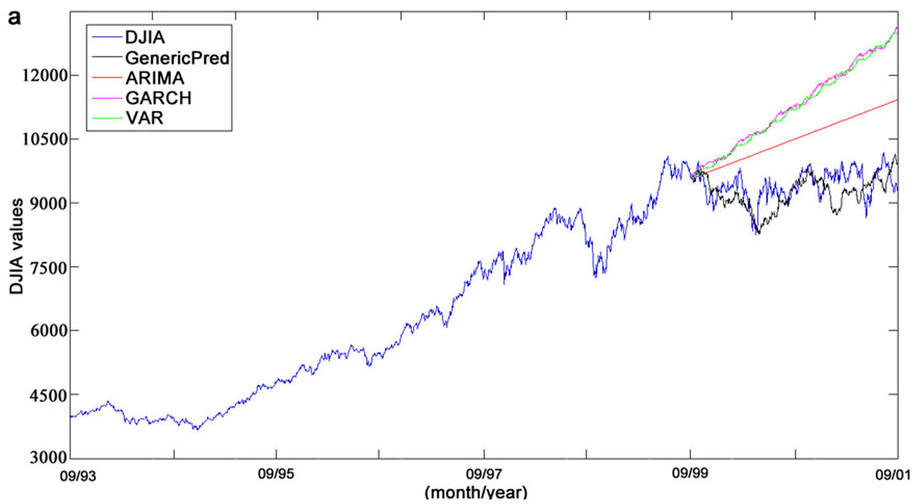 a
DJIA
GenericPred
ARIMA
GARCH
VAR
DJIA values
12000
10500
9000
7500
6000
4500
3000
09/93
09/95
09/97
09/99
09/01
(month/year)